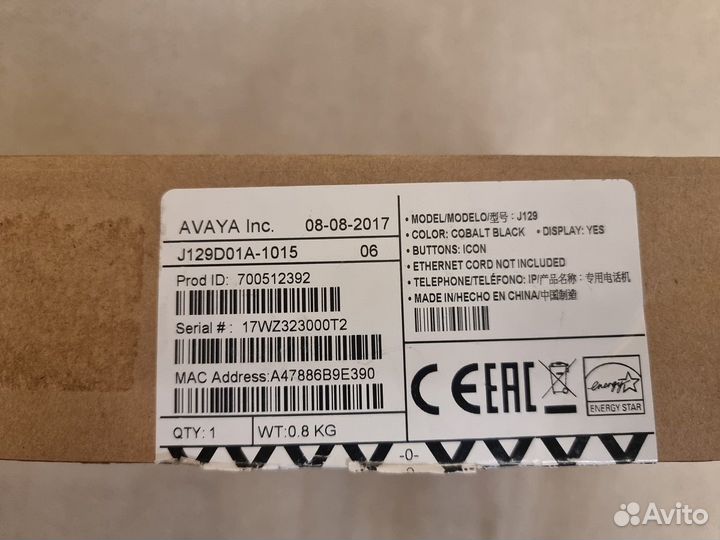 AVAYA Inc. 08-08-2017
J129D01A-1015 06
Prod ID: 700512392
Serial # : 17WZ323000T2
MAC Address:A47886B9E390
QTY: 1 WT:0.8 KG
• MODEL/MODELO/型号: J129
• COLOR: COBALT BLACK • DISPLAY: YES
• BUTTONS: ICON
• ETHERNET CORD NOT INCLUDED
• TELEPHONE/TELÉFONO: IP/产品名称: 专用电话机
• MADE IN/HECHO EN CHINA/中国制造
CE EAC
energy
ENERGY STAR
-0-
Avito